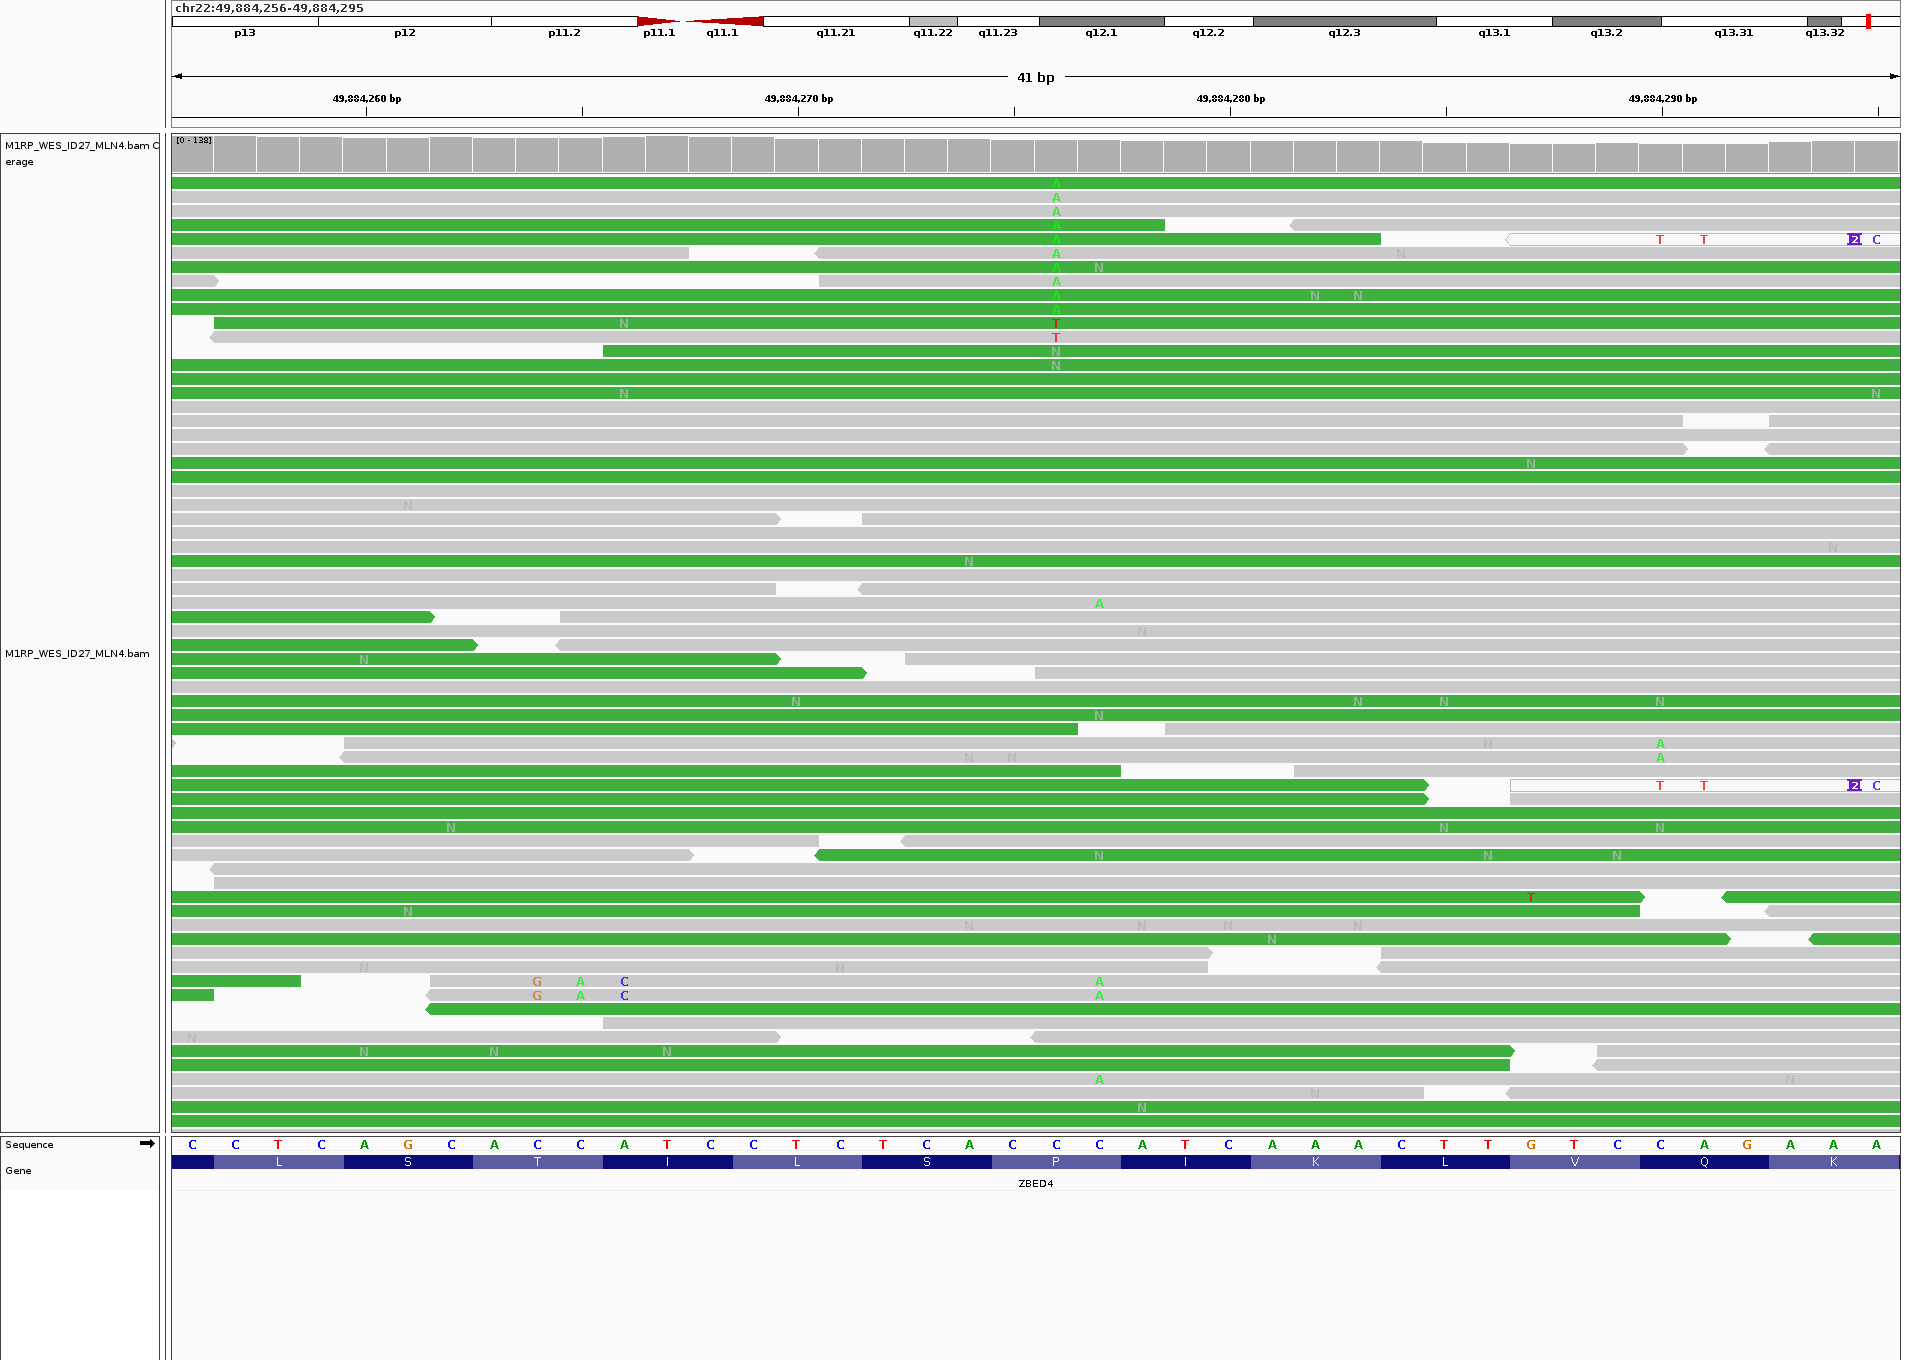 chr22:49,884,256-49,884,295
p13 p12 p11.2 p11.1 q11.1 q11.21 q11.22 q11.23 q12.1 q12.2 q12.3 q13.1 q13.2 q13.31 q13.32
41 bp
49,884,260 bp 49,884,270 bp 49,884,280 bp 49,884,290 bp
M1RP_WES_ID27_MLN4.bam C
erage
[0 - 138]
A
A
A
A
A T T 2 C
A N
A N
A
A N N
A
N T
T
N
N
N N
N
N
N
N
A
N
N
N N N N
N
N A
N N A
T T 2 C
N N N
N N N
T
N
N N N N
N
M1RP_WES_ID27_MLN4.bam
N N
G A C A
G A C A
N
N N N
A N
N
N
Sequence C C T C A G C A C C A T C C T C T C A C C C A T C A A A C T T G T C C A G A A A
Gene L S T I L S P I K L V Q K
ZBED4